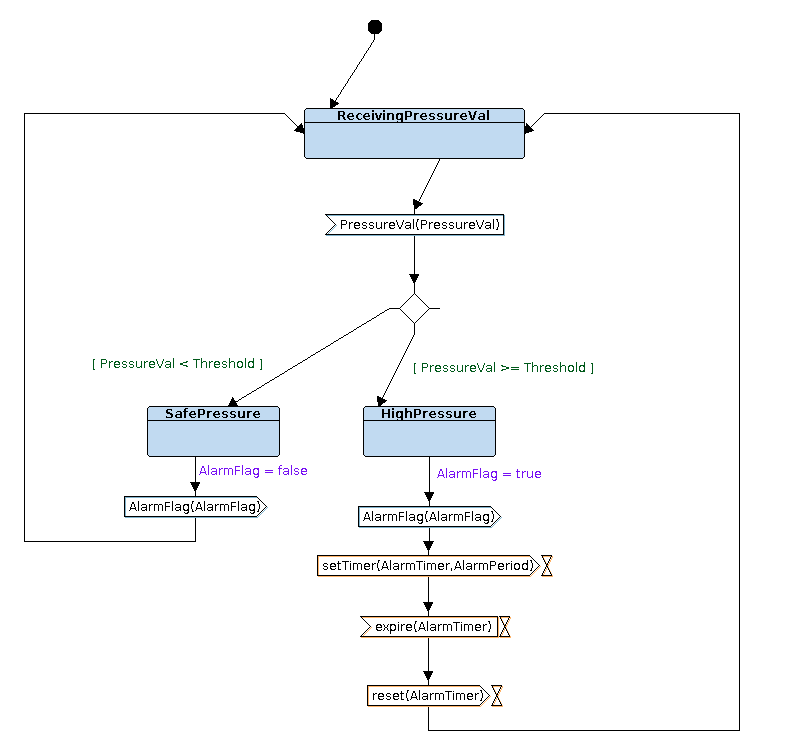 ReceivingPressureVal
PressureVal(PressureVal)
[ PressureVal < Threshold ]
[ PressureVal >= Threshold ]
SafePressure
HighPressure
AlarmFlag = false
AlarmFlag = true
AlarmFlag(AlarmFlag)
AlarmFlag(AlarmFlag)
setTimer(AlarmTimer,AlarmPeriod)
expire(AlarmTimer)
reset(AlarmTimer)